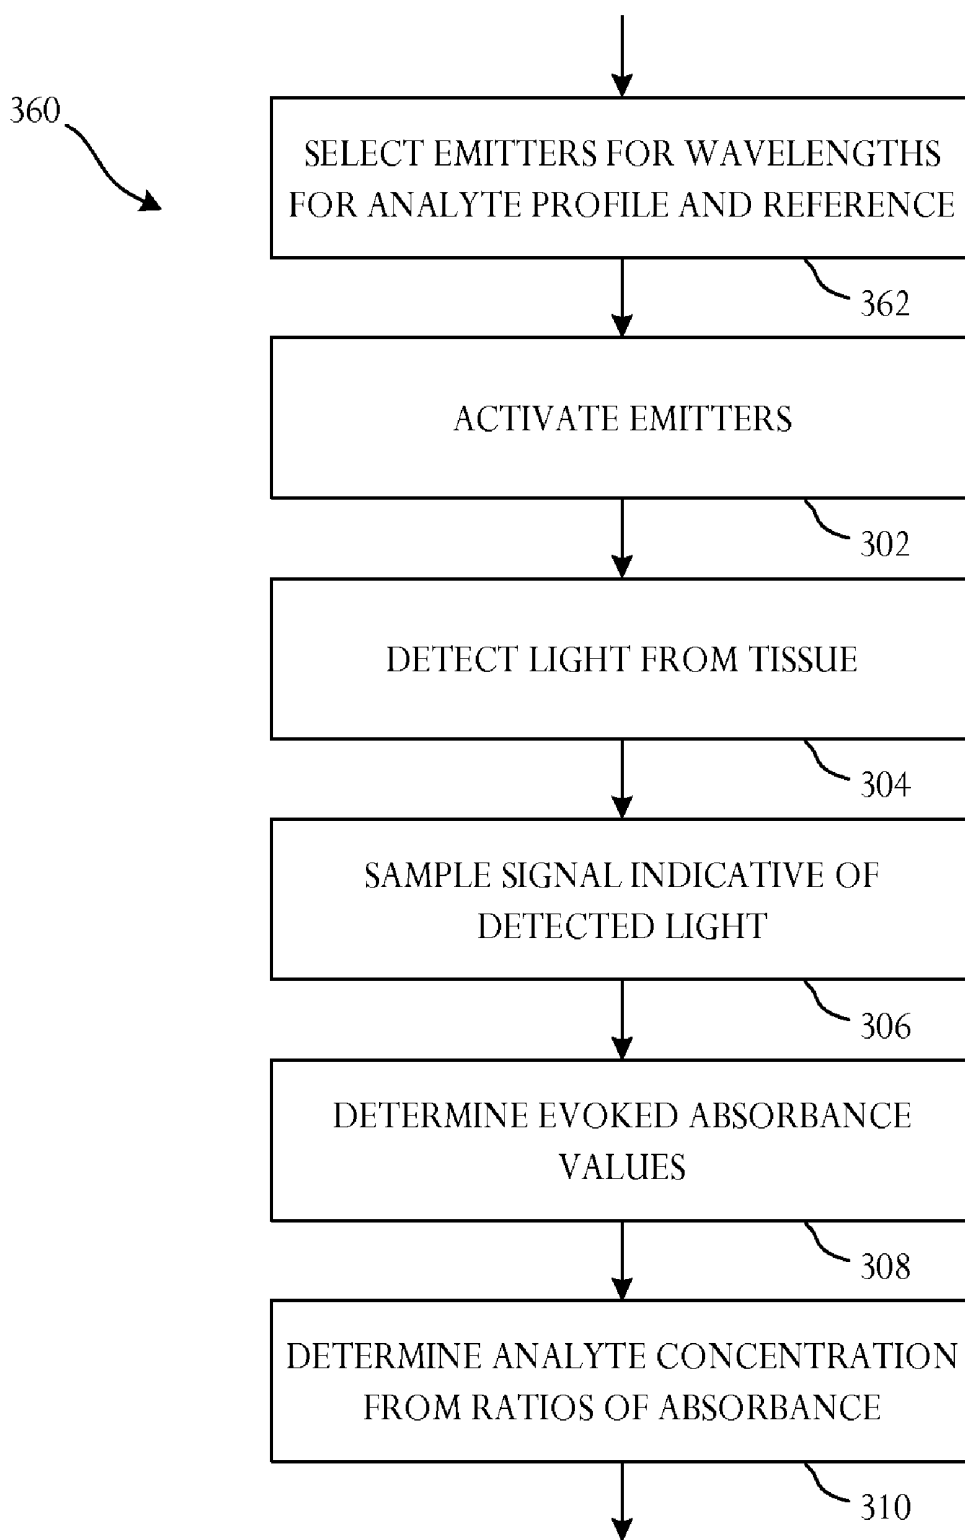 360
SELECT EMITTERS FOR WAVELENGTHS
FOR ANALYTE PROFILE AND REFERENCE
362
ACTIVATE EMITTERS
302
DETECT LIGHT FROM TISSUE
304
SAMPLE SIGNAL INDICATIVE OF
DETECTED LIGHT
306
DETERMINE EVOKED ABSORBANCE
VALUES
308
DETERMINE ANALYTE CONCENTRATION
FROM RATIOS OF ABSORBANCE
310